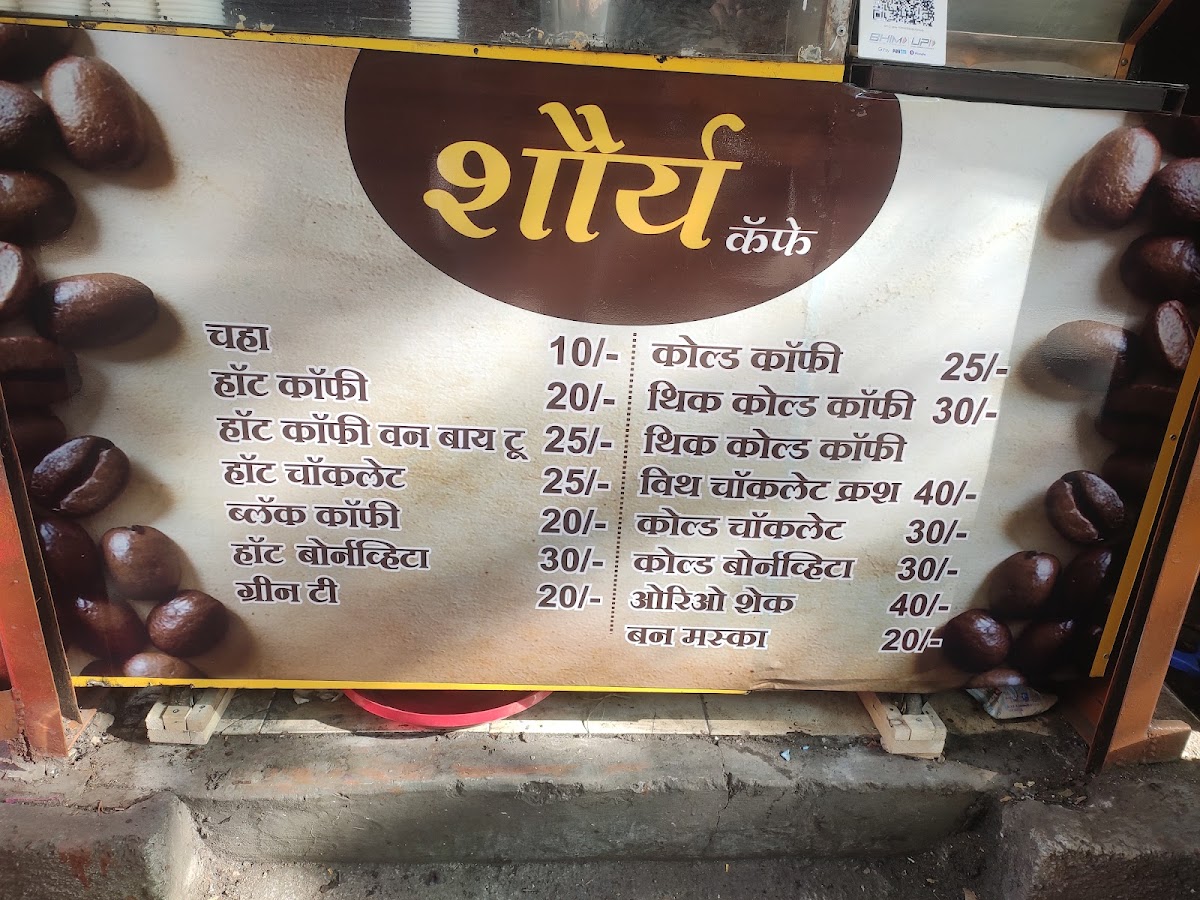 BHIM UPI
शौर्य
कॅफे
चहा 10/-
हॉट कॉफी 20/-
हॉट कॉफी वन बाय टू 25/-
हॉट चॉकलेट 25/-
ब्लॅक कॉफी 20/-
हॉट बोर्नव्हिटा 30/-
ग्रीन टी 20/-
कोल्ड कॉफी 25/-
थिक कोल्ड कॉफी 30/-
थिक कोल्ड कॉफी
विथ चॉकलेट क्रश 40/-
कोल्ड चॉकलेट 30/-
कोल्ड बोर्नव्हिटा 30/-
ओरिओ शेक 40/-
बन मस्का 20/-